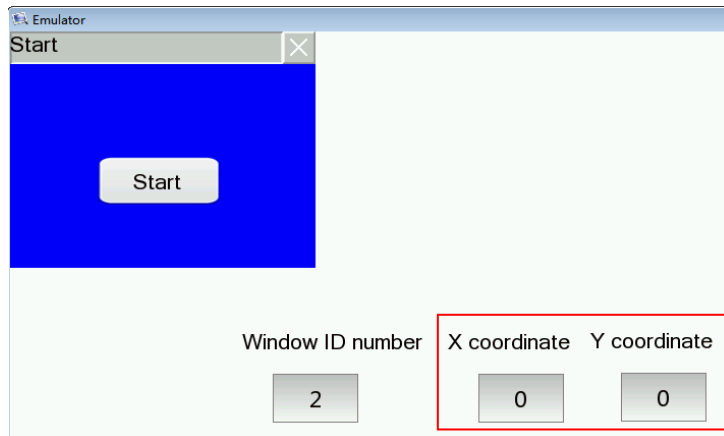 Emulator
Start
Start
Window ID number X coordinate Y coordinate
2 0 0